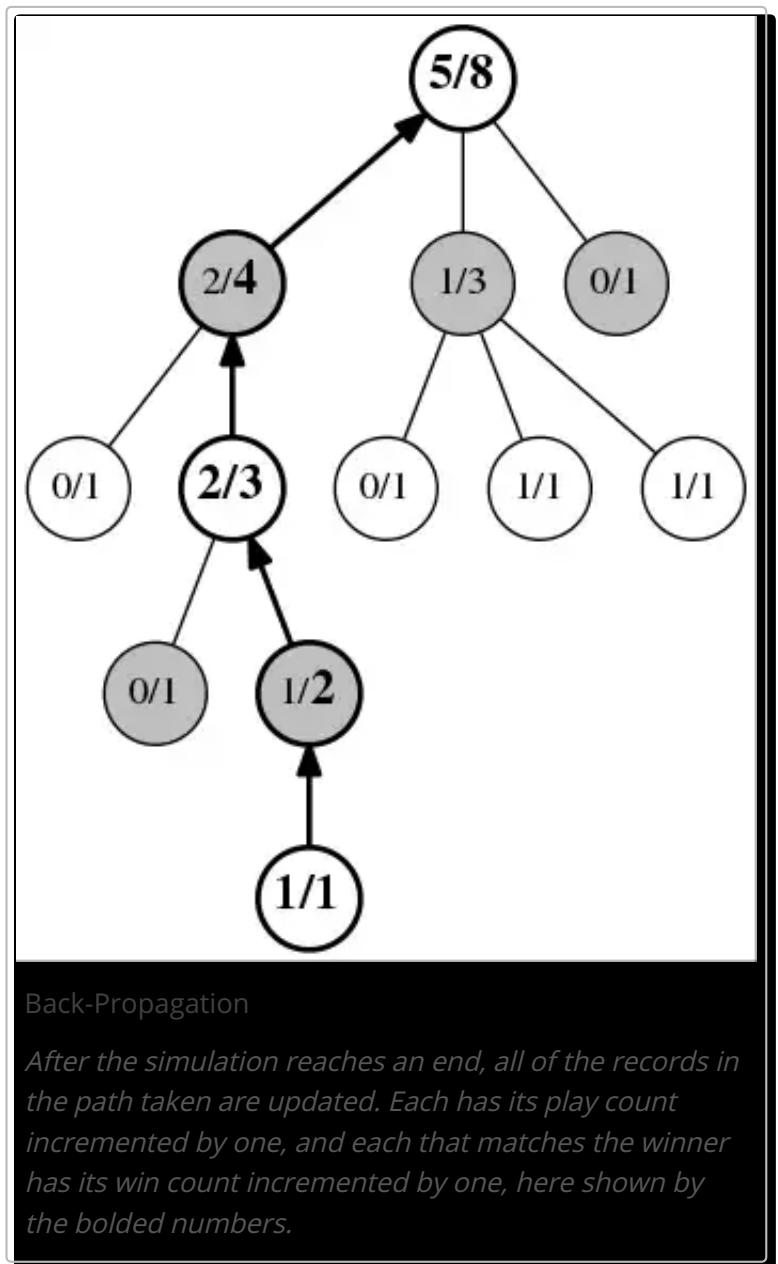 5/8
2/4
1/3
0/1
0/1
2/3
0/1
1/1
1/1
0/1
1/2
1/1
Back-Propagation
After the simulation reaches an end, all of the records in
the path taken are updated. Each has its play count
incremented by one, and each that matches the winner
has its win count incremented by one, here shown by
the bolded numbers.